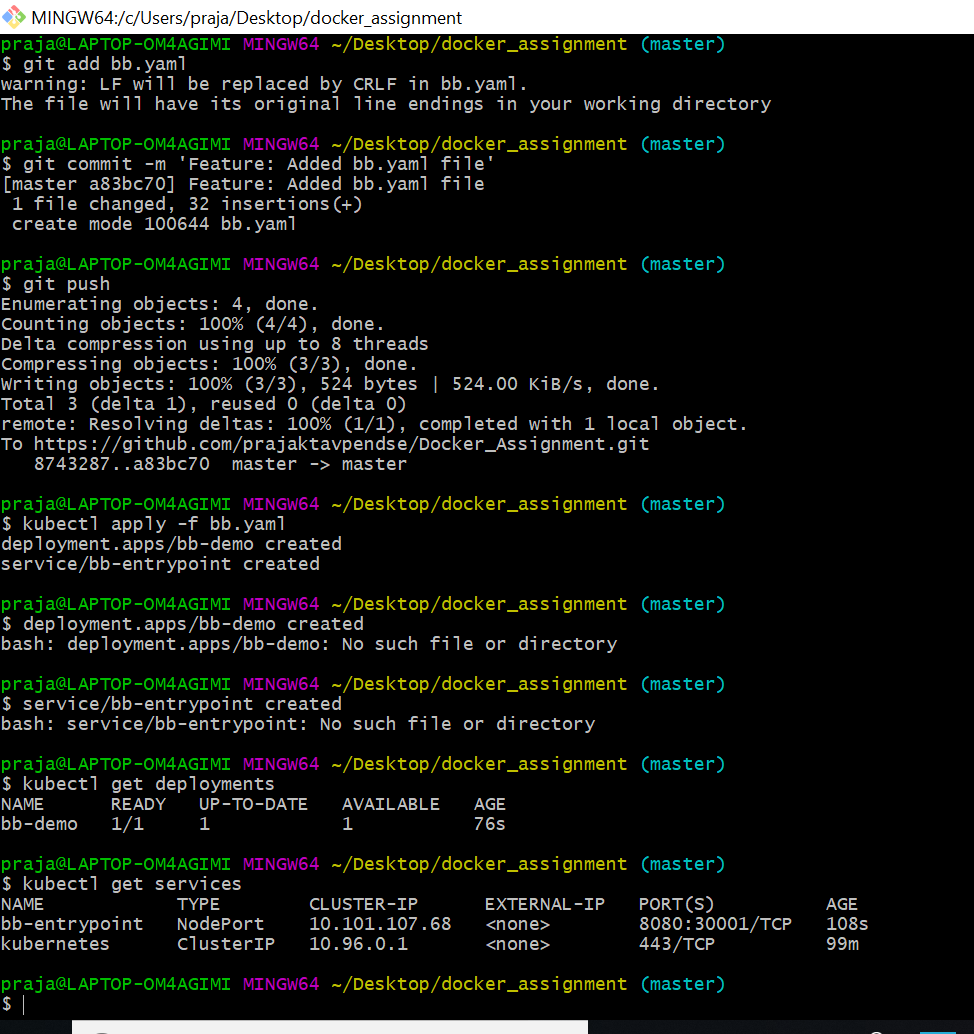 MINGW64:/c/Users/praja/Desktop/docker_assignment
praja@LAPTOP-OM4AGIMI MINGW64 ~/Desktop/docker_assignment (master)
$ git add bb.yaml
warning: LF will be replaced by CRLF in bb.yaml.
The file will have its original line endings in your working directory
praja@LAPTOP-OM4AGIMI MINGW64 ~/Desktop/docker_assignment (master)
$ git commit -m 'Feature: Added bb.yaml file'
[master a83bc70] Feature: Added bb.yaml file
 1 file changed, 32 insertions(+)
 create mode 100644 bb.yaml
praja@LAPTOP-OM4AGIMI MINGW64 ~/Desktop/docker_assignment (master)
$ git push
Enumerating objects: 4, done.
Counting objects: 100% (4/4), done.
Delta compression using up to 8 threads
Compressing objects: 100% (3/3), done.
Writing objects: 100% (3/3), 524 bytes | 524.00 KiB/s, done.
Total 3 (delta 1), reused 0 (delta 0)
remote: Resolving deltas: 100% (1/1), completed with 1 local object.
To https://github.com/prajaktavpendse/Docker_Assignment.git
   8743287..a83bc70  master -> master
praja@LAPTOP-OM4AGIMI MINGW64 ~/Desktop/docker_assignment (master)
$ kubectl apply -f bb.yaml
deployment.apps/bb-demo created
service/bb-entrypoint created
praja@LAPTOP-OM4AGIMI MINGW64 ~/Desktop/docker_assignment (master)
$ deployment.apps/bb-demo created
bash: deployment.apps/bb-demo: No such file or directory
praja@LAPTOP-OM4AGIMI MINGW64 ~/Desktop/docker_assignment (master)
$ service/bb-entrypoint created
bash: service/bb-entrypoint: No such file or directory
praja@LAPTOP-OM4AGIMI MINGW64 ~/Desktop/docker_assignment (master)
$ kubectl get deployments
NAME      READY   UP-TO-DATE   AVAILABLE   AGE
bb-demo   1/1     1            1           76s
praja@LAPTOP-OM4AGIMI MINGW64 ~/Desktop/docker_assignment (master)
$ kubectl get services
NAME            TYPE        CLUSTER-IP      EXTERNAL-IP   PORT(S)          AGE
bb-entrypoint   NodePort    10.101.107.68   <none>        8080:30001/TCP   108s
kubernetes      ClusterIP   10.96.0.1       <none>        443/TCP          99m
praja@LAPTOP-OM4AGIMI MINGW64 ~/Desktop/docker_assignment (master)
$